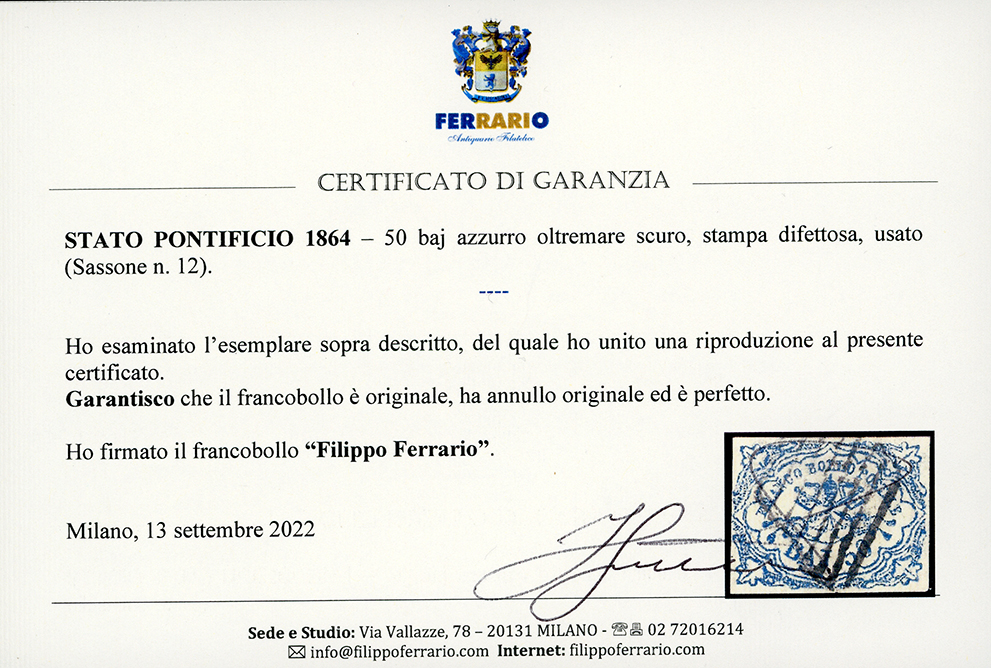 FERRARIO
Antiquario Filatelico
CERTIFICATO DI GARANZIA
STATO PONTIFICIO 1864 – 50 baj azzurro oltremare scuro, stampa difettosa, usato
(Sassone n. 12).
----
Ho esaminato l’esemplare sopra descritto, del quale ho unito una riproduzione al presente
certificato.
Garantisco che il francobollo è originale, ha annullo originale ed è perfetto.
Ho firmato il francobollo “Filippo Ferrario”.
Milano, 13 settembre 2022
BOLLO
Sede e Studio: Via Vallazze, 78 – 20131 MILANO - 02 72016214
info@filippoferrario.com Internet: filippoferrario.com